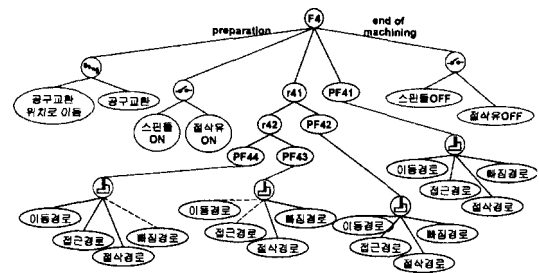 F4
preparation
end of
machining
공구교환
위치로 이동
공구교환
스핀들
ON
절삭유
ON
r41
PF41
스핀들OFF
절삭유OFF
r42
PF42
PF44
PF43
이동경로
접근경로
절삭경로
빠짐경로
이동경로
접근경로
절삭경로
빠짐경로
이동경로
접근경로
절삭경로
빠짐경로
이동경로
접근경로
절삭경로
빠짐경로